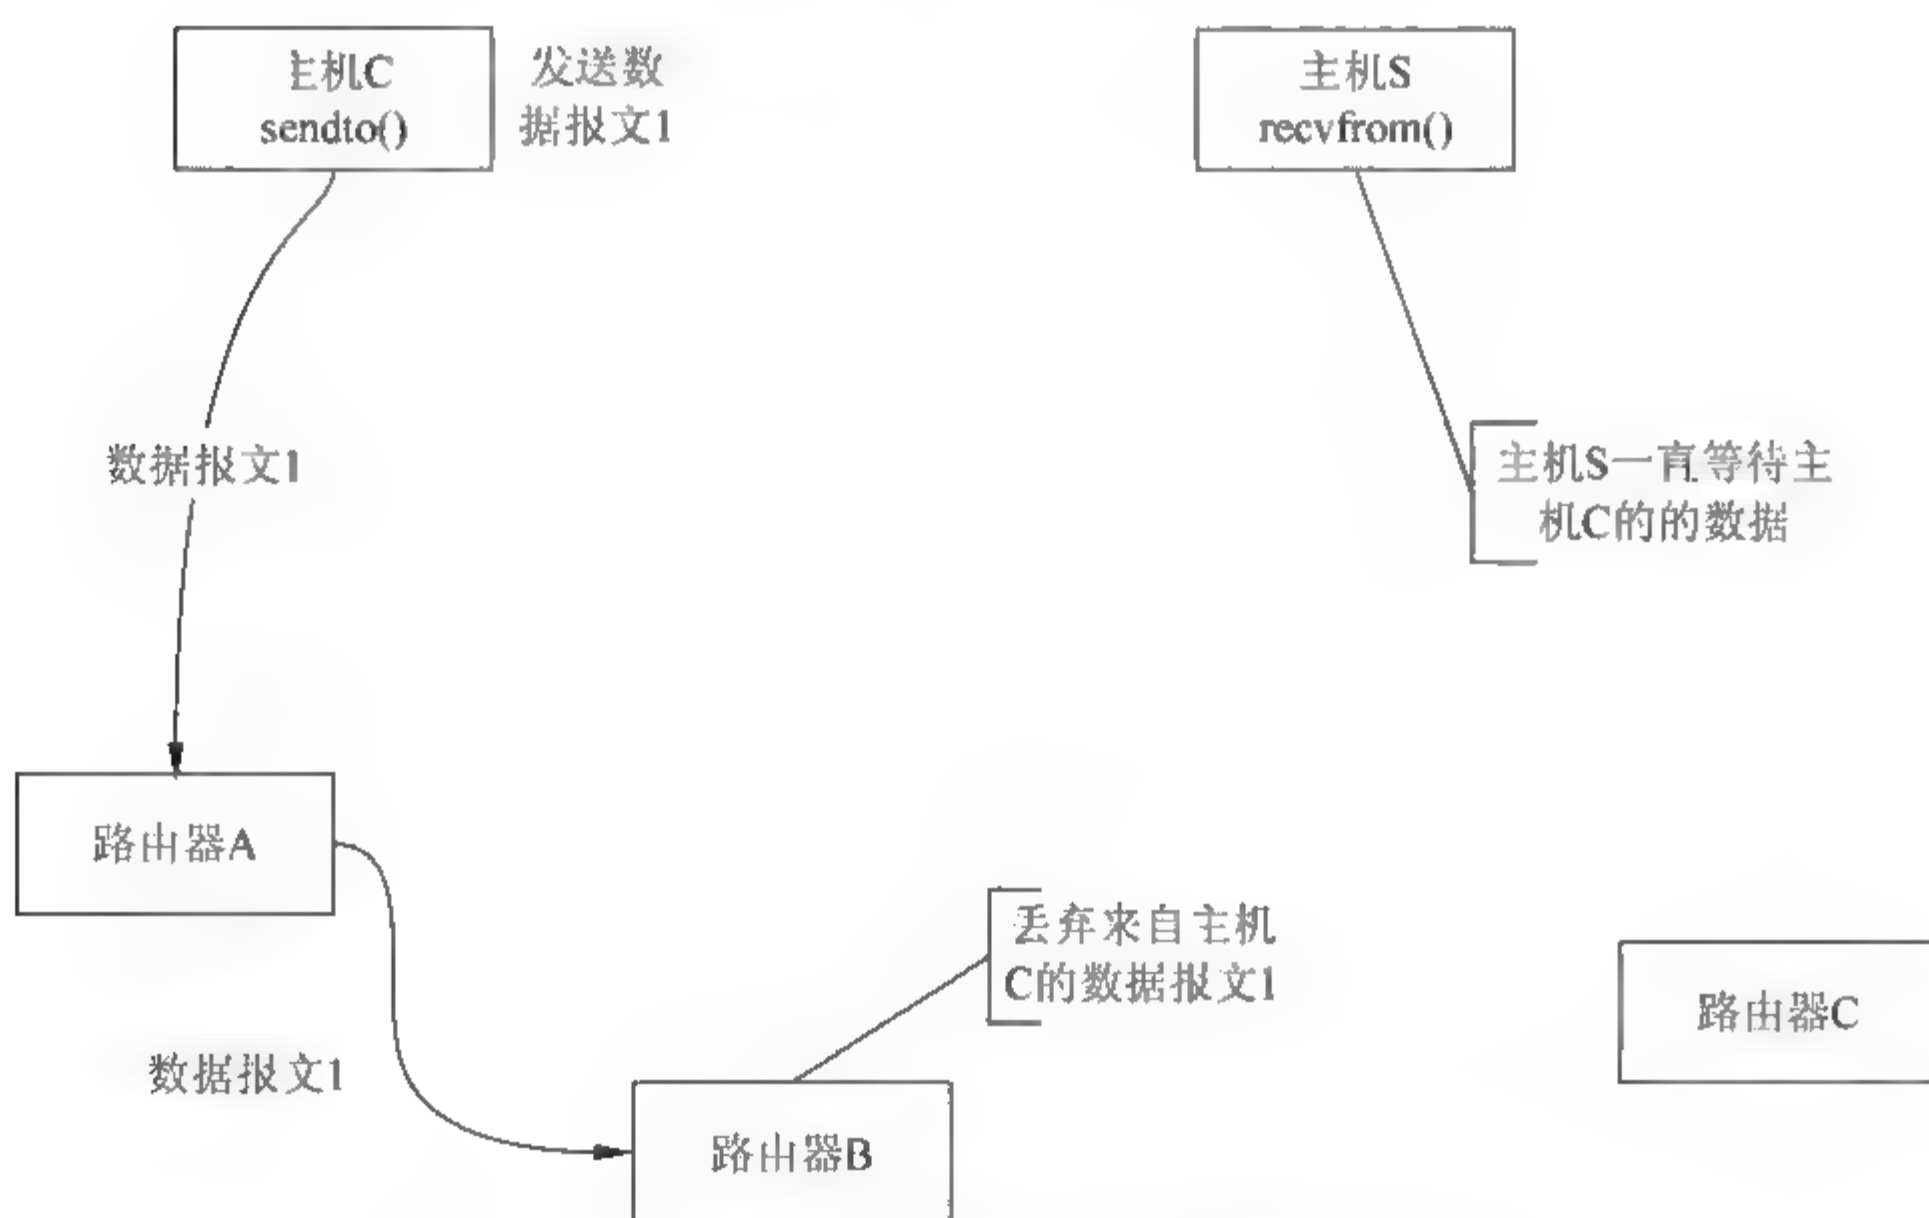 主机C
sendto()
发送数
据报文1
主机S
recvfrom()
数据报文1
主机S一直等待主
机C的的数据
路由器A
丢弃来自主机
C的数据报文1
路由器C
数据报文1
路由器B